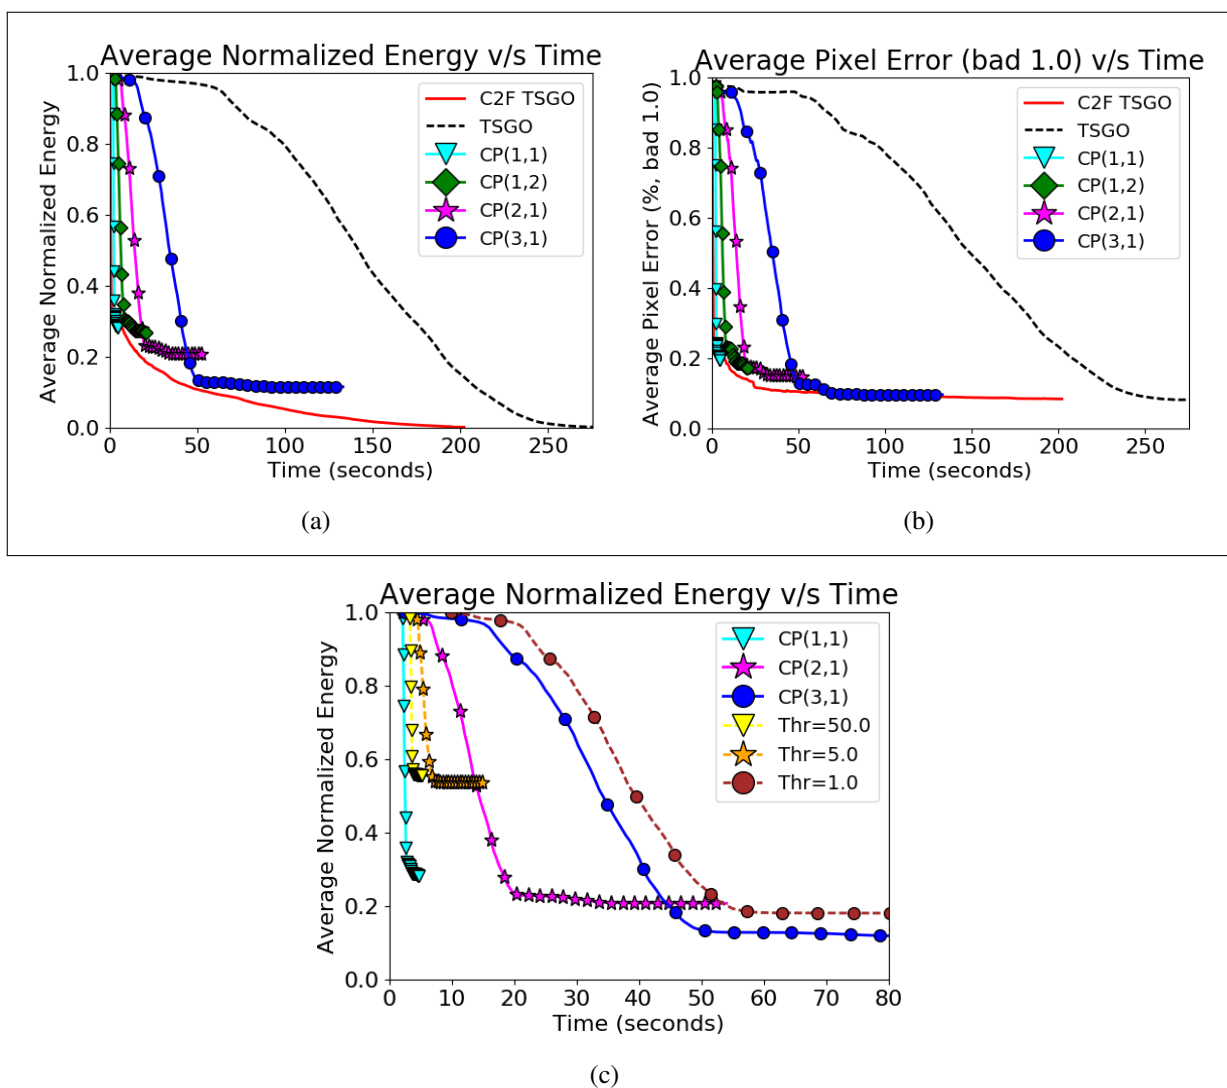 Average Normalized Energy v/s Time
Average Normalized Energy
1.0
0.8
0.6
0.4
0.2
0.0
0 50 100 150 200 250
Time (seconds)
C2F TSGO
TSGO
CP(1,1)
CP(1,2)
CP(2,1)
CP(3,1)
(a)
Average Pixel Error (bad 1.0) v/s Time
Average Pixel Error (%, bad 1.0)
1.0
0.8
0.6
0.4
0.2
0.0
0 50 100 150 200 250
Time (seconds)
C2F TSGO
TSGO
CP(1,1)
CP(1,2)
CP(2,1)
CP(3,1)
(b)
Average Normalized Energy v/s Time
Average Normalized Energy
1.0
0.8
0.6
0.4
0.2
0.0
0 10 20 30 40 50 60 70 80
Time (seconds)
CP(1,1)
CP(2,1)
CP(3,1)
Thr=50.0
Thr=5.0
Thr=1.0
(c)